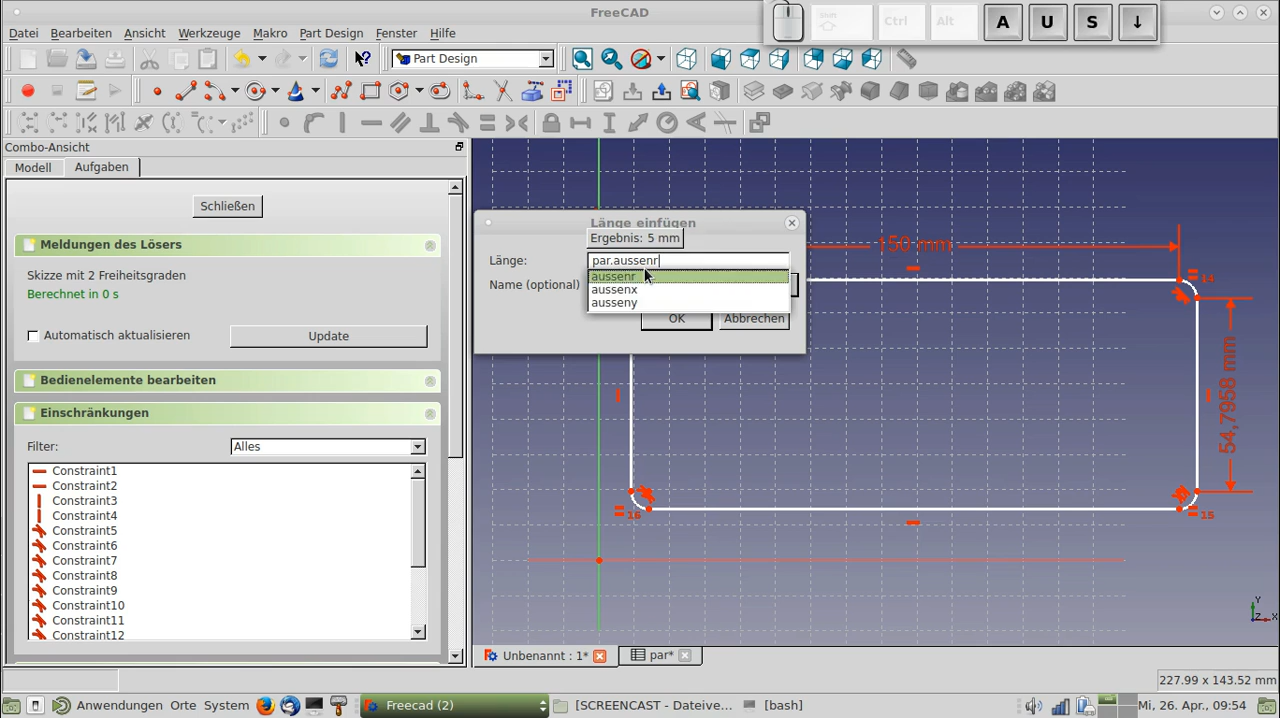 FreeCAD
Shift Ctrl Alt A U S ↓
Datei Bearbeiten Ansicht Werkzeuge Makro Part Design Fenster Hilfe
Part Design
Combo-Ansicht
Modell Aufgaben
Schließen
Meldungen des Lösers
Skizze mit 2 Freiheitsgraden
Berechnet in 0 s
Automatisch aktualisieren Update
Bedienelemente bearbeiten
Einschränkungen
Filter: Alles
Constraint1
Constraint2
Constraint3
Constraint4
Constraint5
Constraint6
Constraint7
Constraint8
Constraint9
Constraint10
Constraint11
Constraint12
Länge einfügen
Ergebnis: 5 mm
Länge: par.aussenr
Name (optional)
aussenr
aussenx
ausseny
OK Abbrechen
150 mm
14
54,7958 mm
16
15
Y
Z X
Unbenannt : 1* par*
227.99 x 143.52 mm
Anwendungen Orte System Freecad (2) [SCREENCAST - Dateive... [bash] Mi, 26. Apr, 09:54